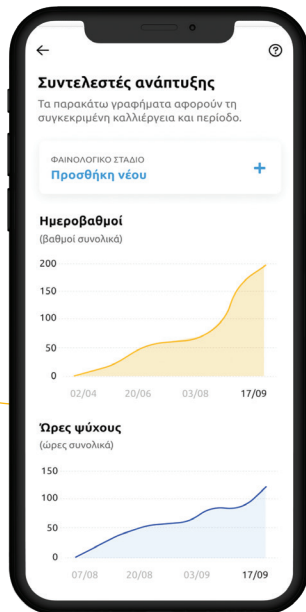 Συντελεστές ανάπτυξης
Τα παρακάτω γραφήματα αφορούν τη
συγκεκριμένη καλλιέργεια και περίοδο.
ΦΑΙΝΟΛΟΓΙΚΟ ΣΤΑΔΙΟ
Προσθήκη νέου
Ημεροβαθμοί
(βαθμοί συνολικά)
200
150
100
50
0
02/04 20/06 03/08 17/09
Ώρες ψύχους
(ώρες συνολικά)
150
100
50
0
07/08 20/08 03/09 17/09